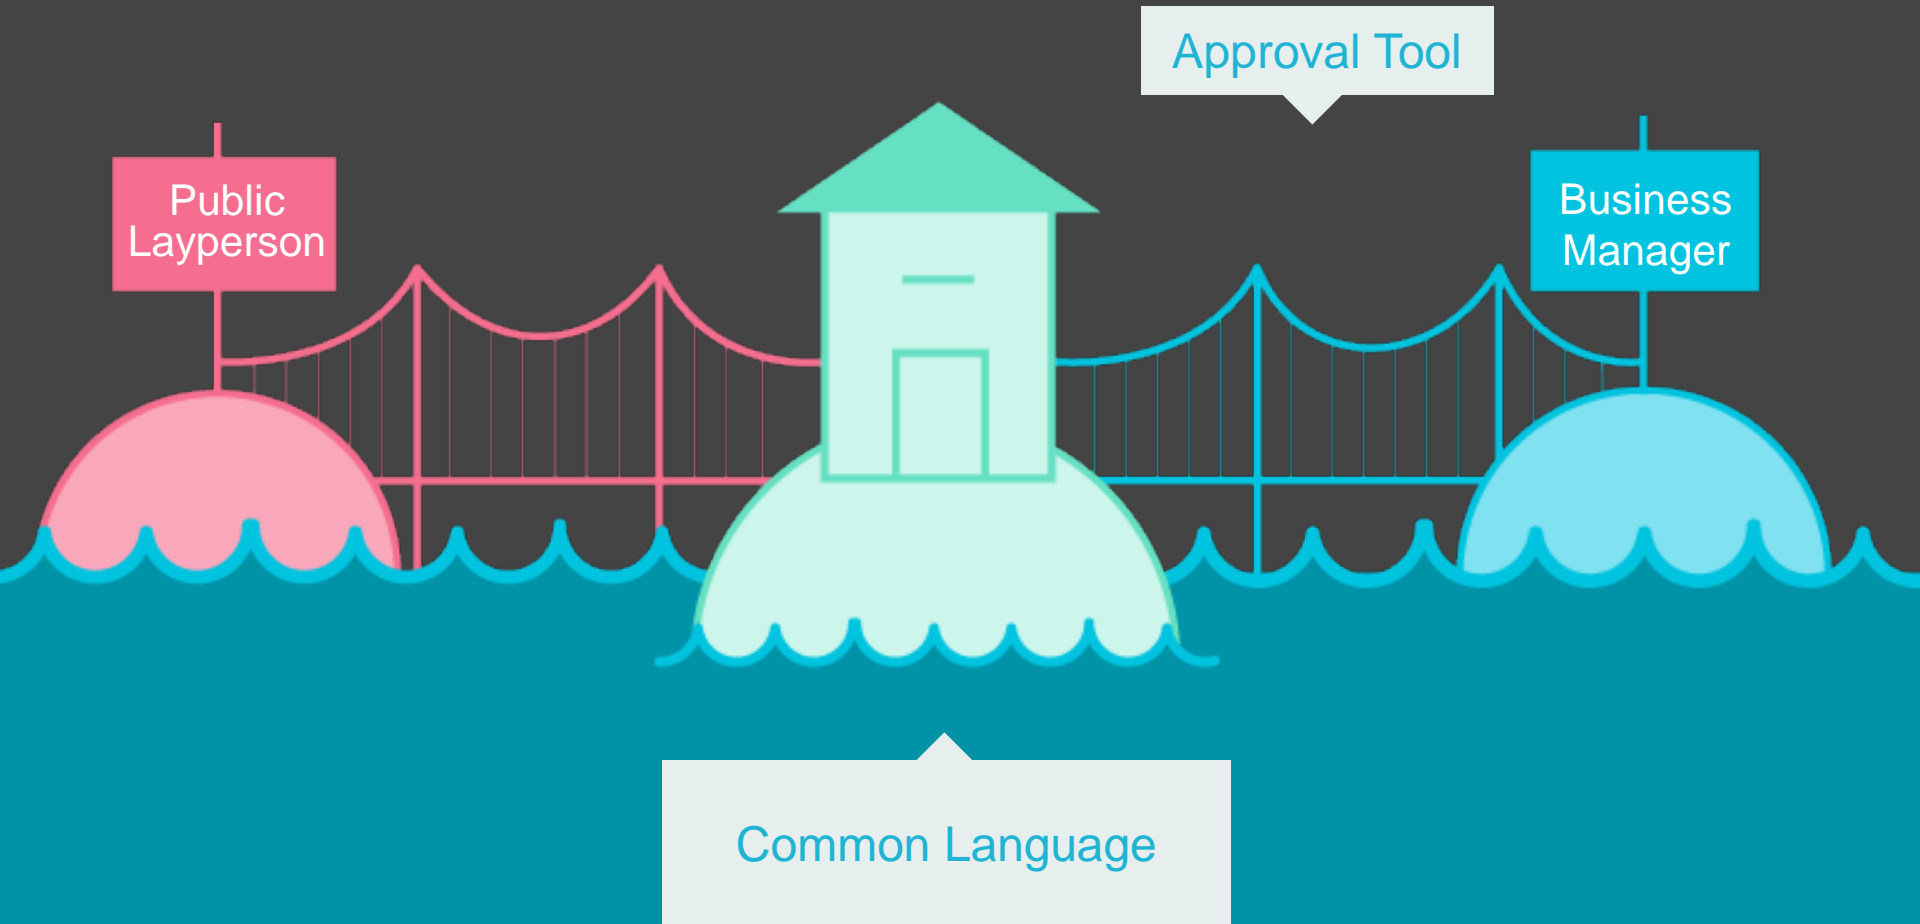 Approval Tool
Public
Layperson
Business
Manager
Common Language